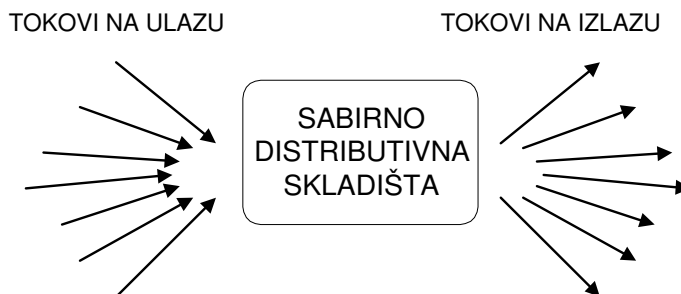 TOKOVI NA ULAZU
TOKOVI NA IZLAZU
SABIRNO
DISTRIBUTIVNA
SKLADIŠTA